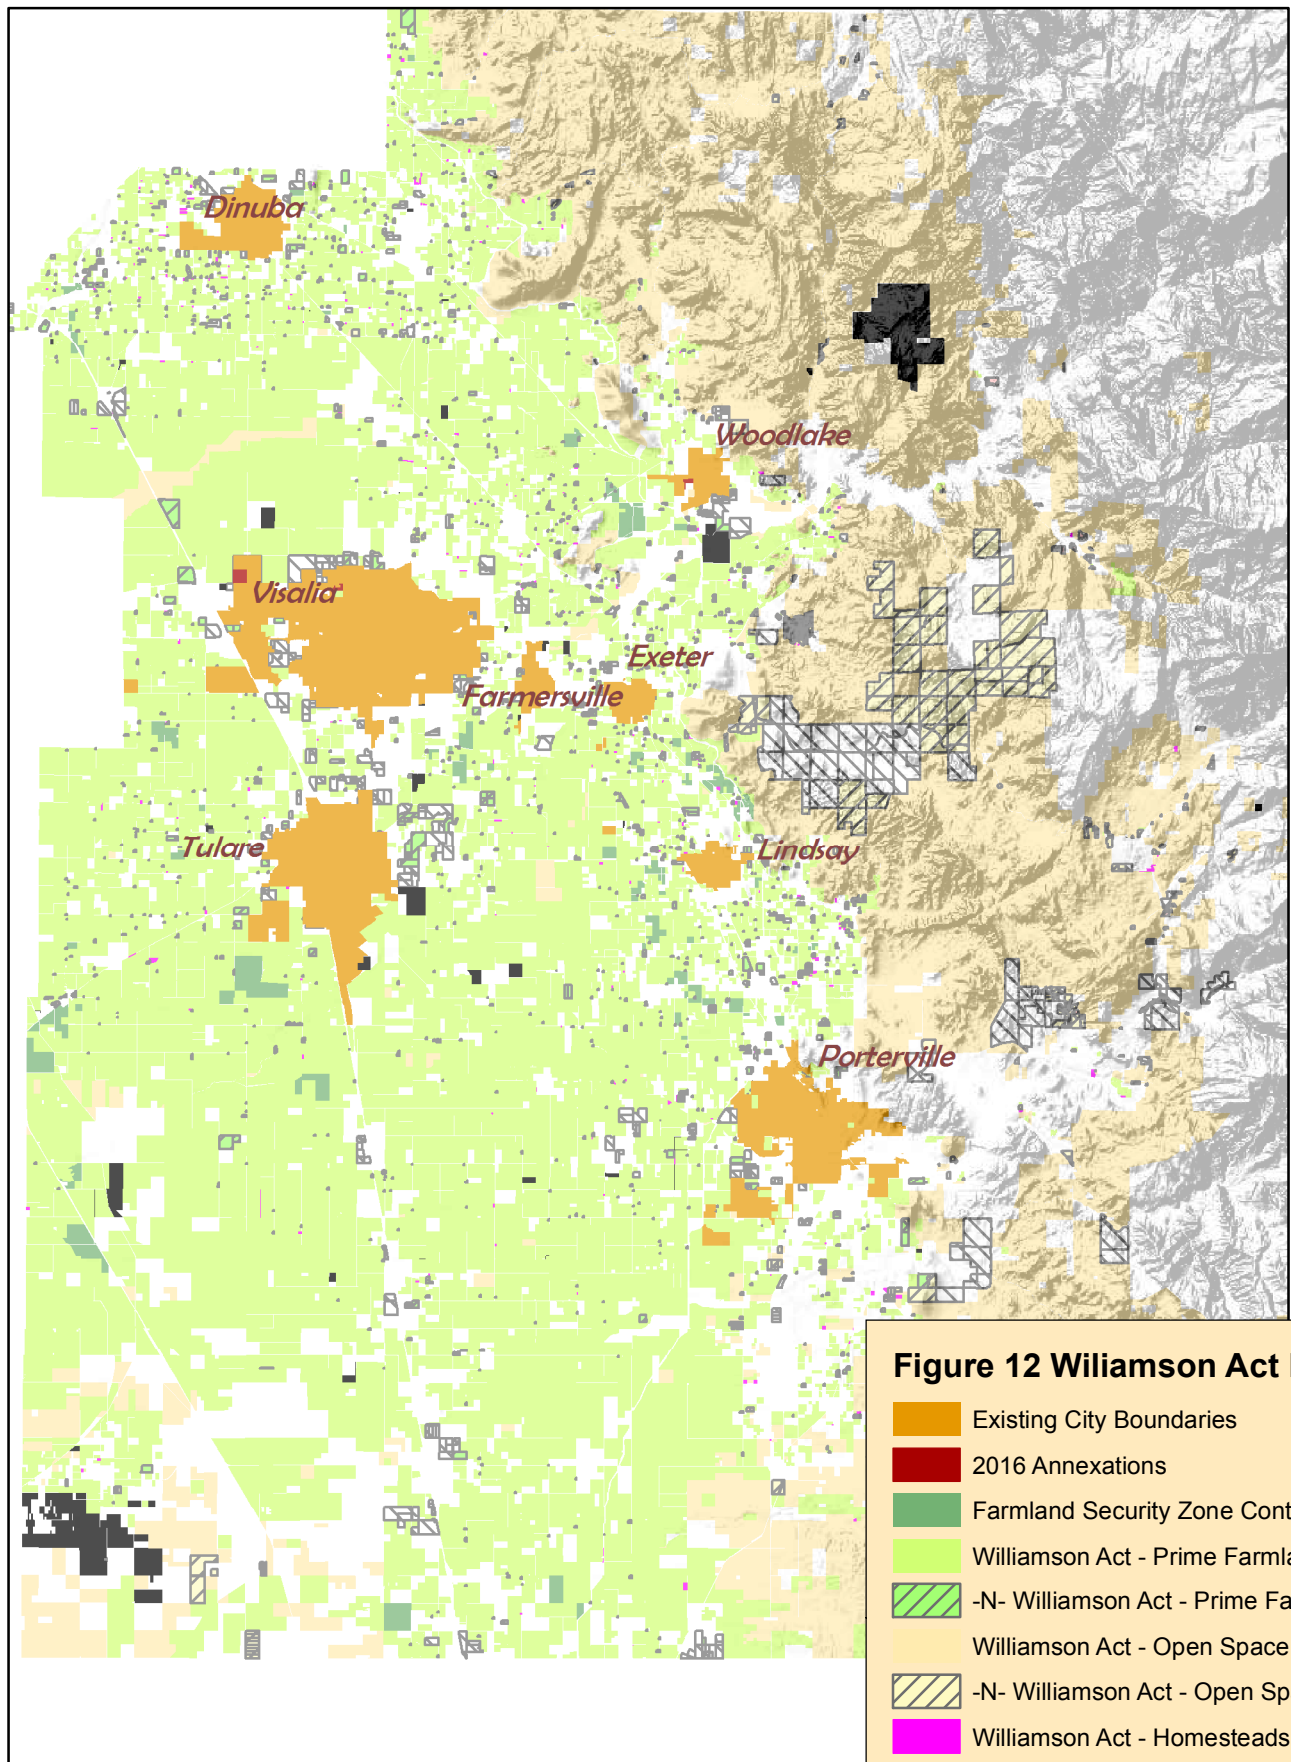 Dinuba
Woodlake
Visalia
Exeter
Farmersville
Tulare
Lindsay
Porterville
Figure 12 Wiliamson Act
Existing City Boundaries
2016 Annexations
Farmland Security Zone Cont
Williamson Act - Prime Farmla
-N- Williamson Act - Prime Fa
Williamson Act - Open Space
-N- Williamson Act - Open Sp
Williamson Act - Homesteads